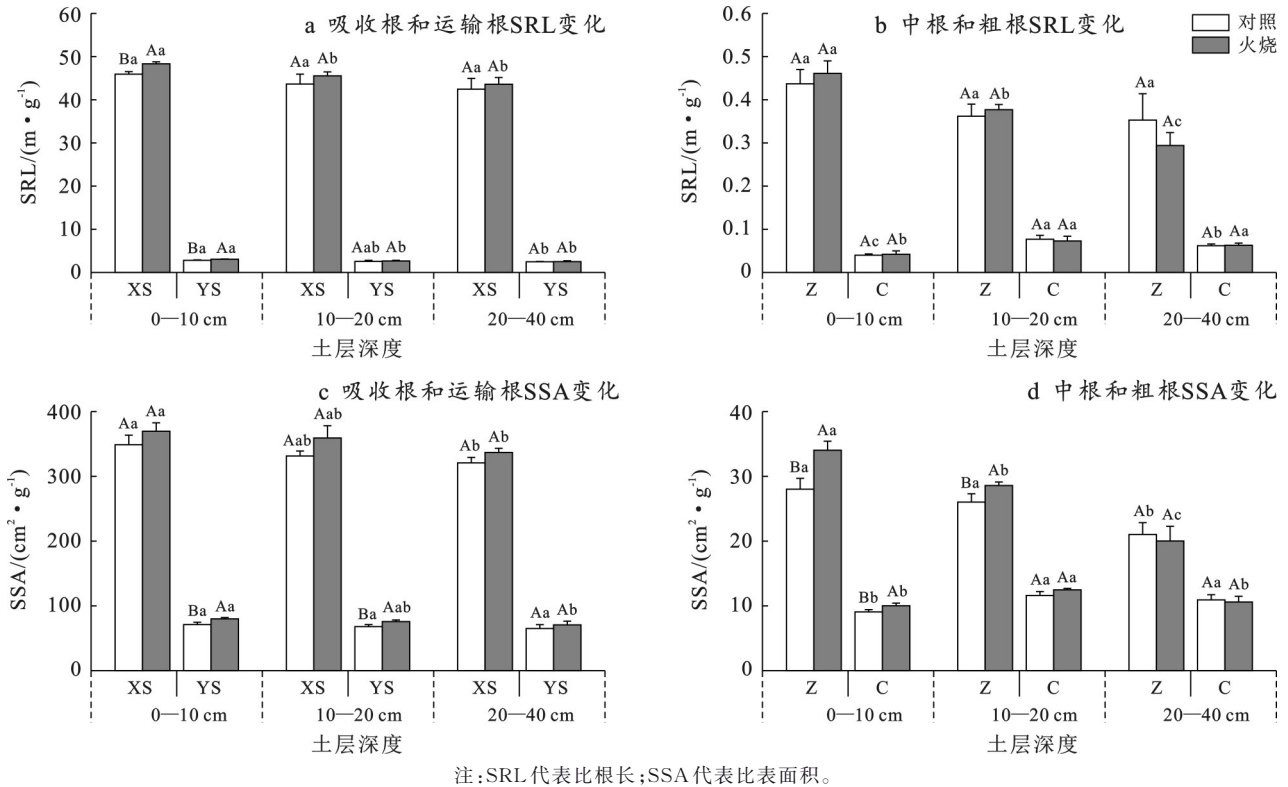 a 吸收根和运输根SRL变化
60
50
40
30
20
10
0
SRL/(m·g⁻¹)
Ba Aa Ba Aa Aa Ab Aab Ab Aa Ab Ab Ab
XS YS XS YS XS YS
0—10 cm 10—20 cm 20—40 cm
土层深度
b 中根和粗根SRL变化
对照
火烧
0.6
0.5
0.4
0.3
0.2
0.1
0
SRL/(m·g⁻¹)
Aa Aa Ac Ab Aa Ab Aa Aa Aa Ac Ab Aa
Z C Z C Z C
0—10 cm 10—20 cm 20—40 cm
土层深度
c 吸收根和运输根SSA变化
400
300
200
100
0
SSA/(cm²·g⁻¹)
Aa Aa Ba Aa Aab Aab Ba Aab Ab Ab Aa Ab
XS YS XS YS XS YS
0—10 cm 10—20 cm 20—40 cm
土层深度
d 中根和粗根SSA变化
40
30
20
10
0
SSA/(cm²·g⁻¹)
Ba Aa Bb Ab Ba Ab Aa Aa Ab Ac Aa Ab
Z C Z C Z C
0—10 cm 10—20 cm 20—40 cm
土层深度
注:SRL代表比根长;SSA代表比表面积。